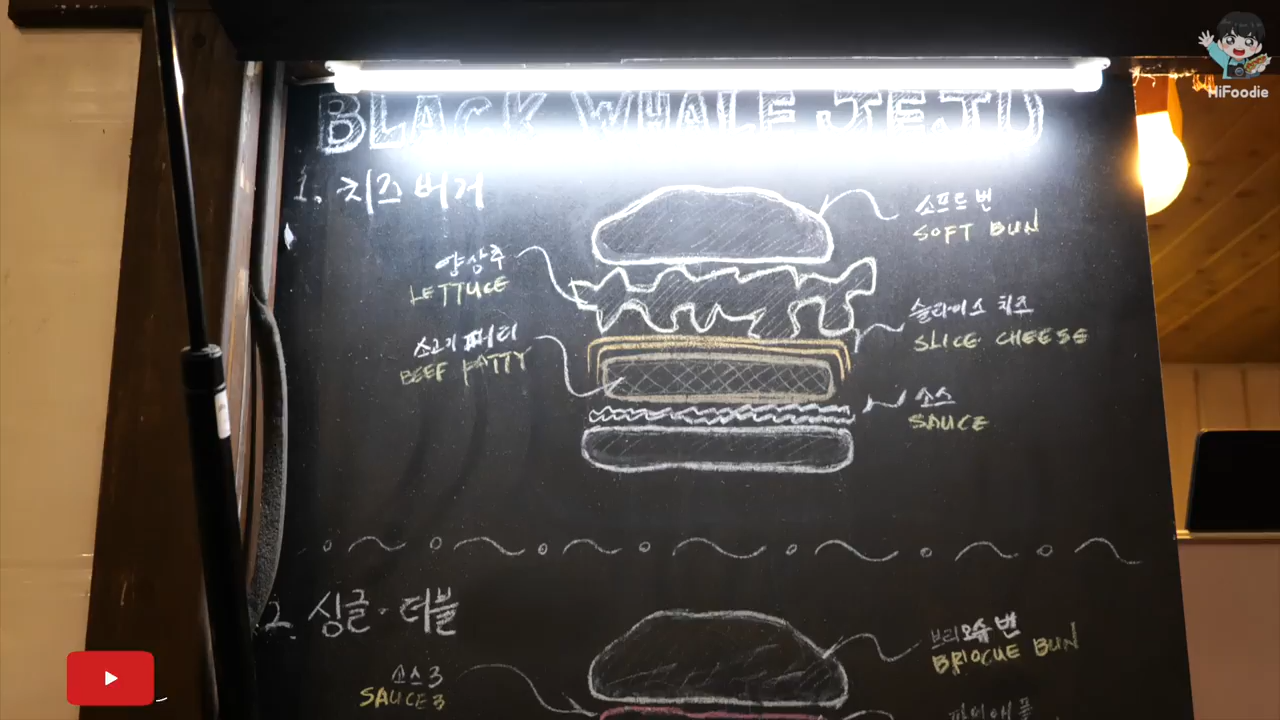 HiFoodie
BLACK WHALE JEJU
1. 치즈버거
소프트번
SOFT BUN
양상추
LETTUCE
슬라이스 치즈
SLICE CHEESE
소고기 패티
BEEF PATTY
소스
SAUCE
2. 싱글·더블
브리오슈번
BRIOCUE BUN
소스3
SAUCE3